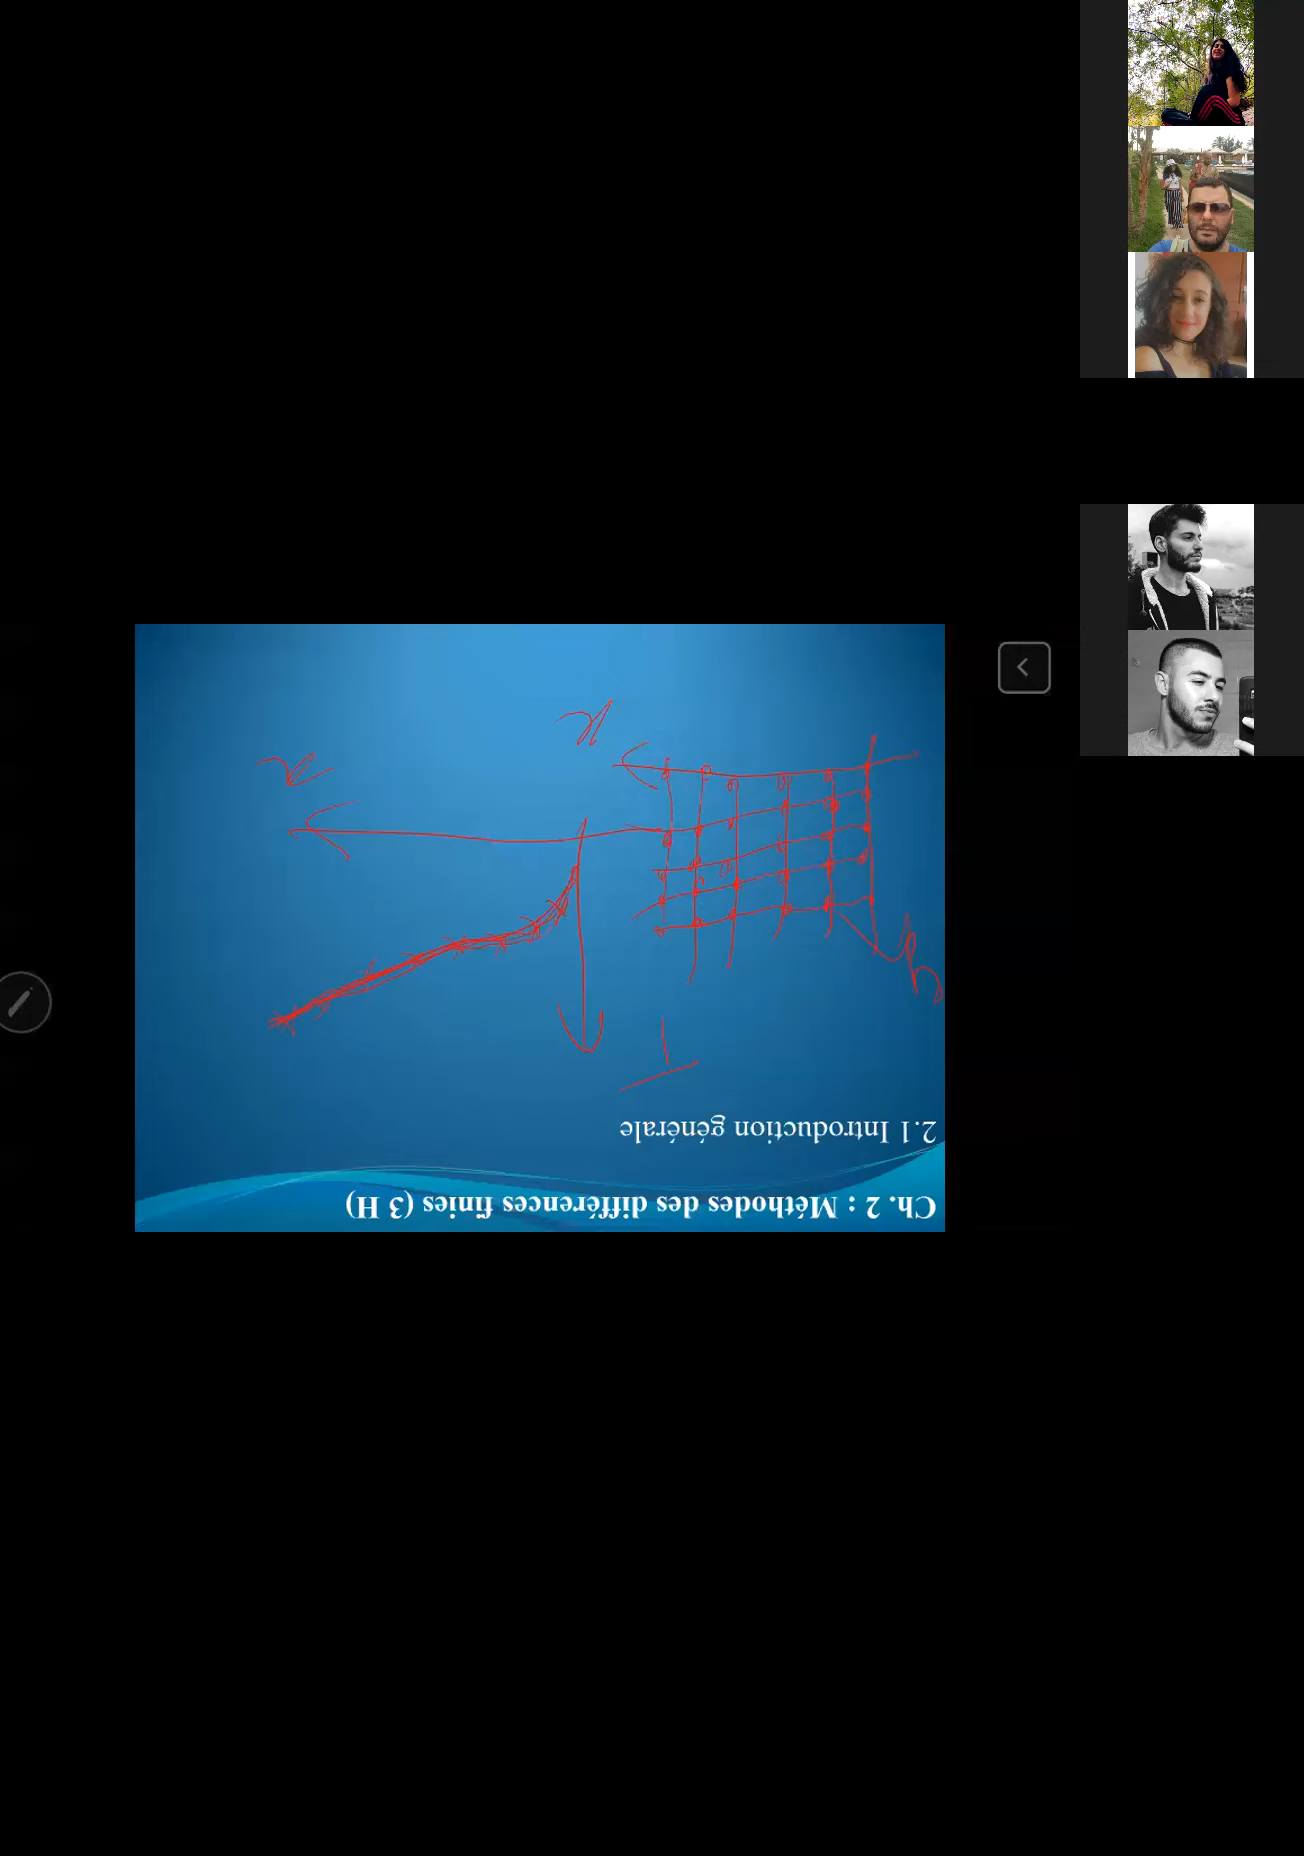 Ch. 2 : Méthodes des différences finies (3 H)
2.1 Introduction générale
T
y
x
x